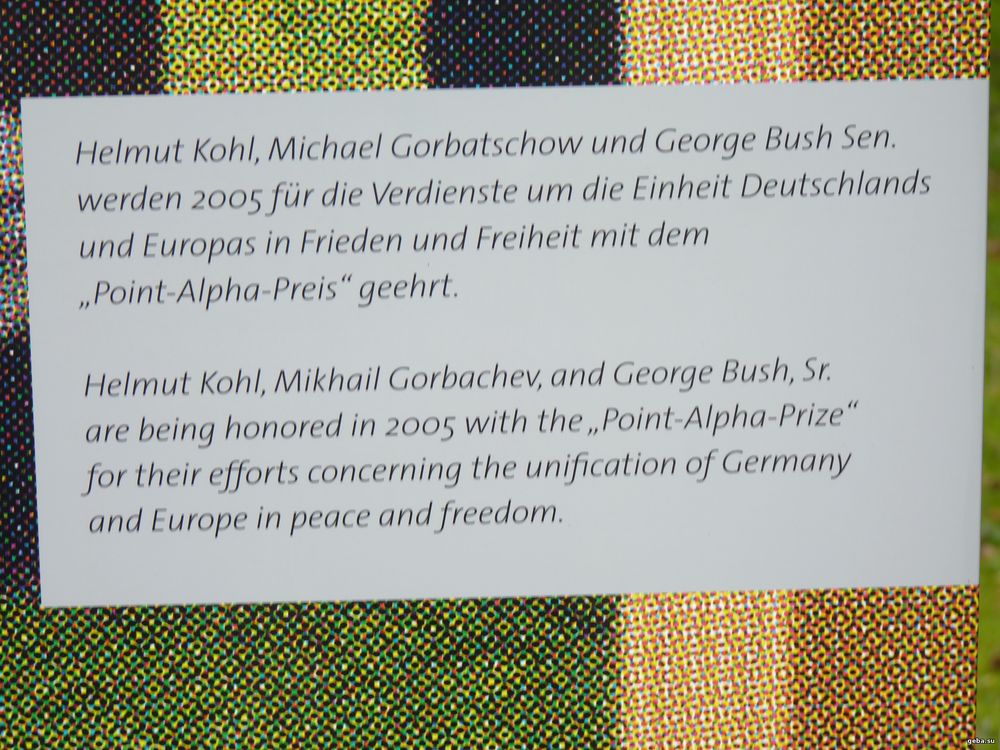 Helmut Kohl, Michael Gorbatschow und George Bush Sen.
werden 2005 für die Verdienste um die Einheit Deutschlands
und Europas in Frieden und Freiheit mit dem
„Point-Alpha-Preis“ geehrt.
Helmut Kohl, Mikhail Gorbachev, and George Bush, Sr.
are being honored in 2005 with the „Point-Alpha-Prize“
for their efforts concerning the unification of Germany
and Europe in peace and freedom.
geba.su